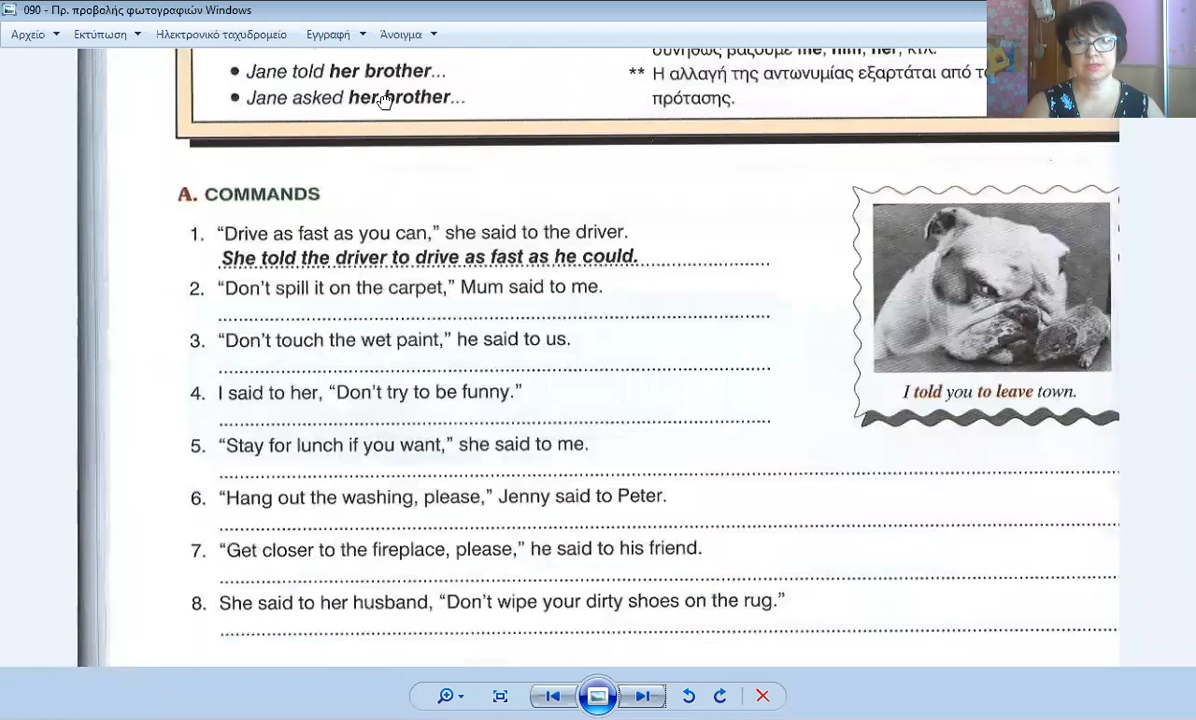 090 - Πρ. προβολής φωτογραφιών Windows
Αρχείο Εκτύπωση Ηλεκτρονικό ταχυδρομείο Εγγραφή Άνοιγμα
συνήθως βάζουμε me, him, her, κτλ.
• Jane told her brother...
** Η αλλαγή της αντωνυμίας εξαρτάται από
• Jane asked her brother...
πρότασης.
A. COMMANDS
1. “Drive as fast as you can,” she said to the driver.
She told the driver to drive as fast as he could.
2. “Don’t spill it on the carpet,” Mum said to me.
3. “Don’t touch the wet paint,” he said to us.
4. I said to her, “Don’t try to be funny.”
5. “Stay for lunch if you want,” she said to me.
6. “Hang out the washing, please,” Jenny said to Peter.
7. “Get closer to the fireplace, please,” he said to his friend.
8. She said to her husband, “Don’t wipe your dirty shoes on the rug.”
I told you to leave town.